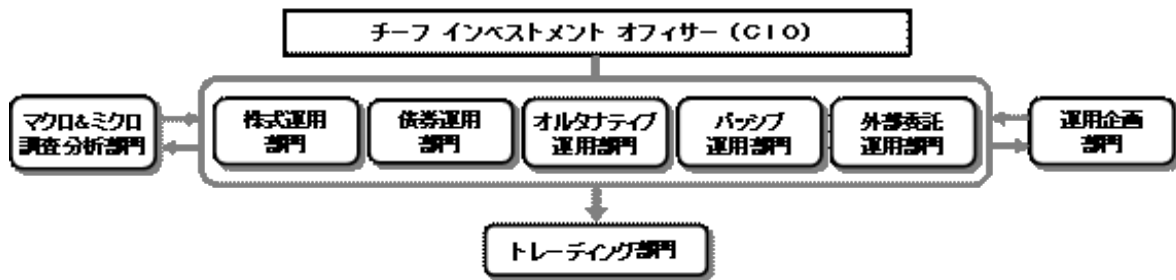 チーフ インベストメント オフィサー（CIO）
マクロ&ミクロ
調査分析部門
株式運用
部門
債券運用
部門
オルタナティブ
運用部門
パッシブ
運用部門
外部委託
運用部門
運用企画
部門
トレーディング部門